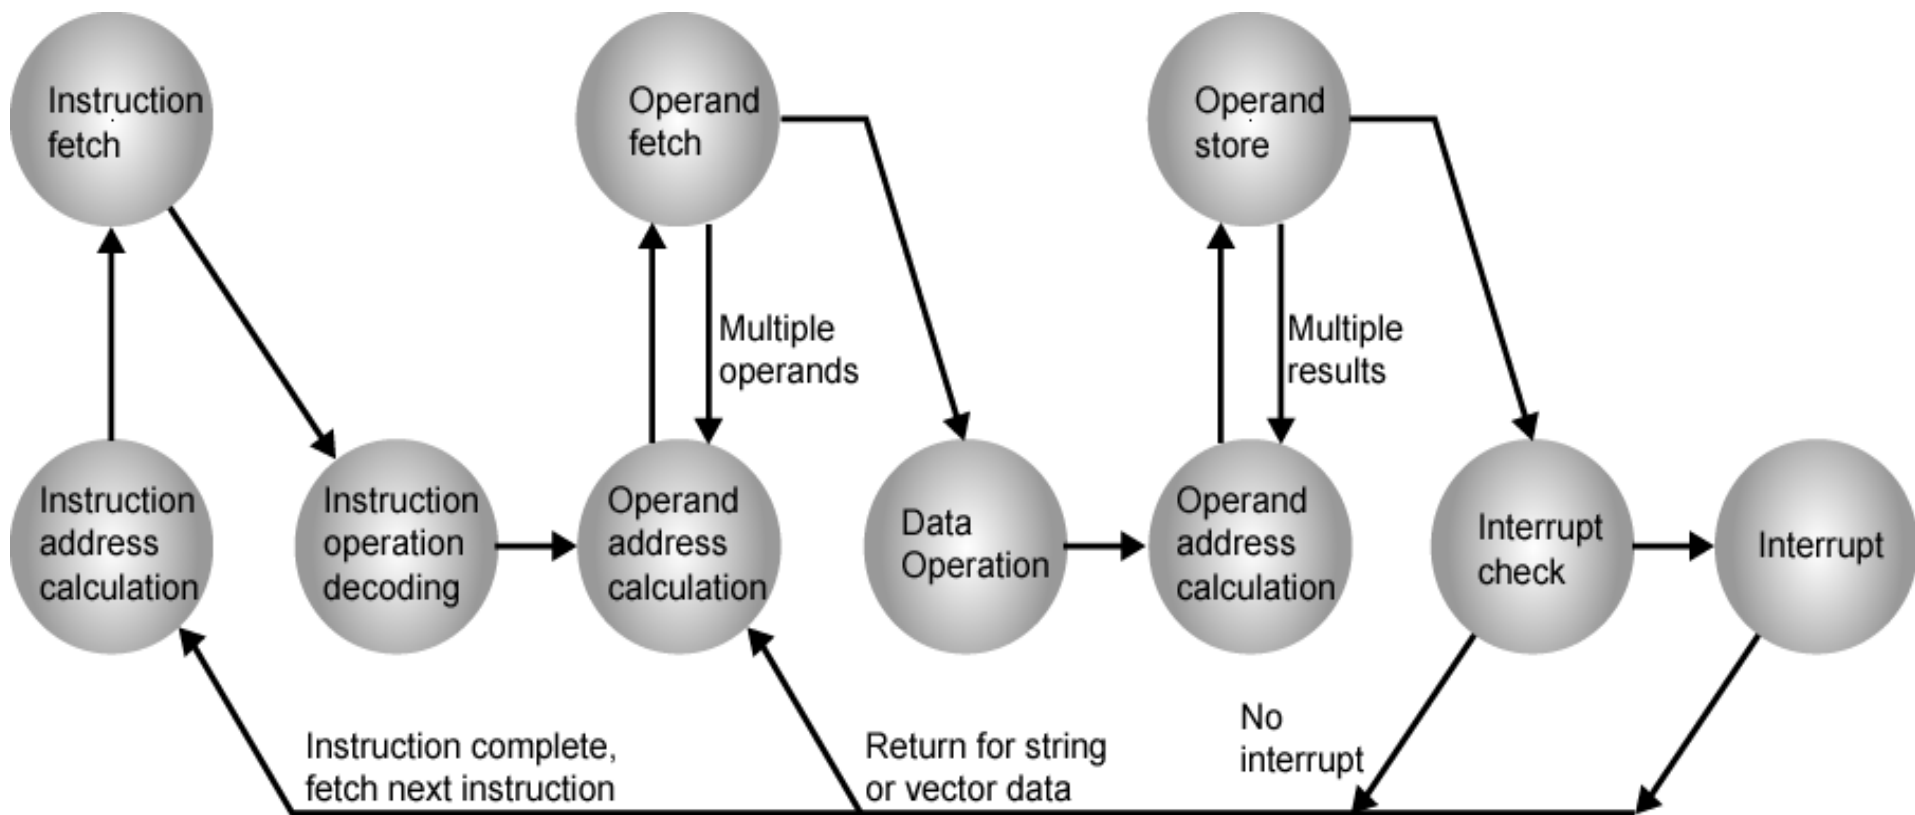 Instruction
fetch
Operand
fetch
Operand
store
Multiple
operands
Multiple
results
Instruction
address
calculation
Instruction
operation
decoding
Operand
address
calculation
Data
Operation
Operand
address
calculation
Interrupt
check
Interrupt
Instruction complete,
fetch next instruction
Return for string
or vector data
No
interrupt